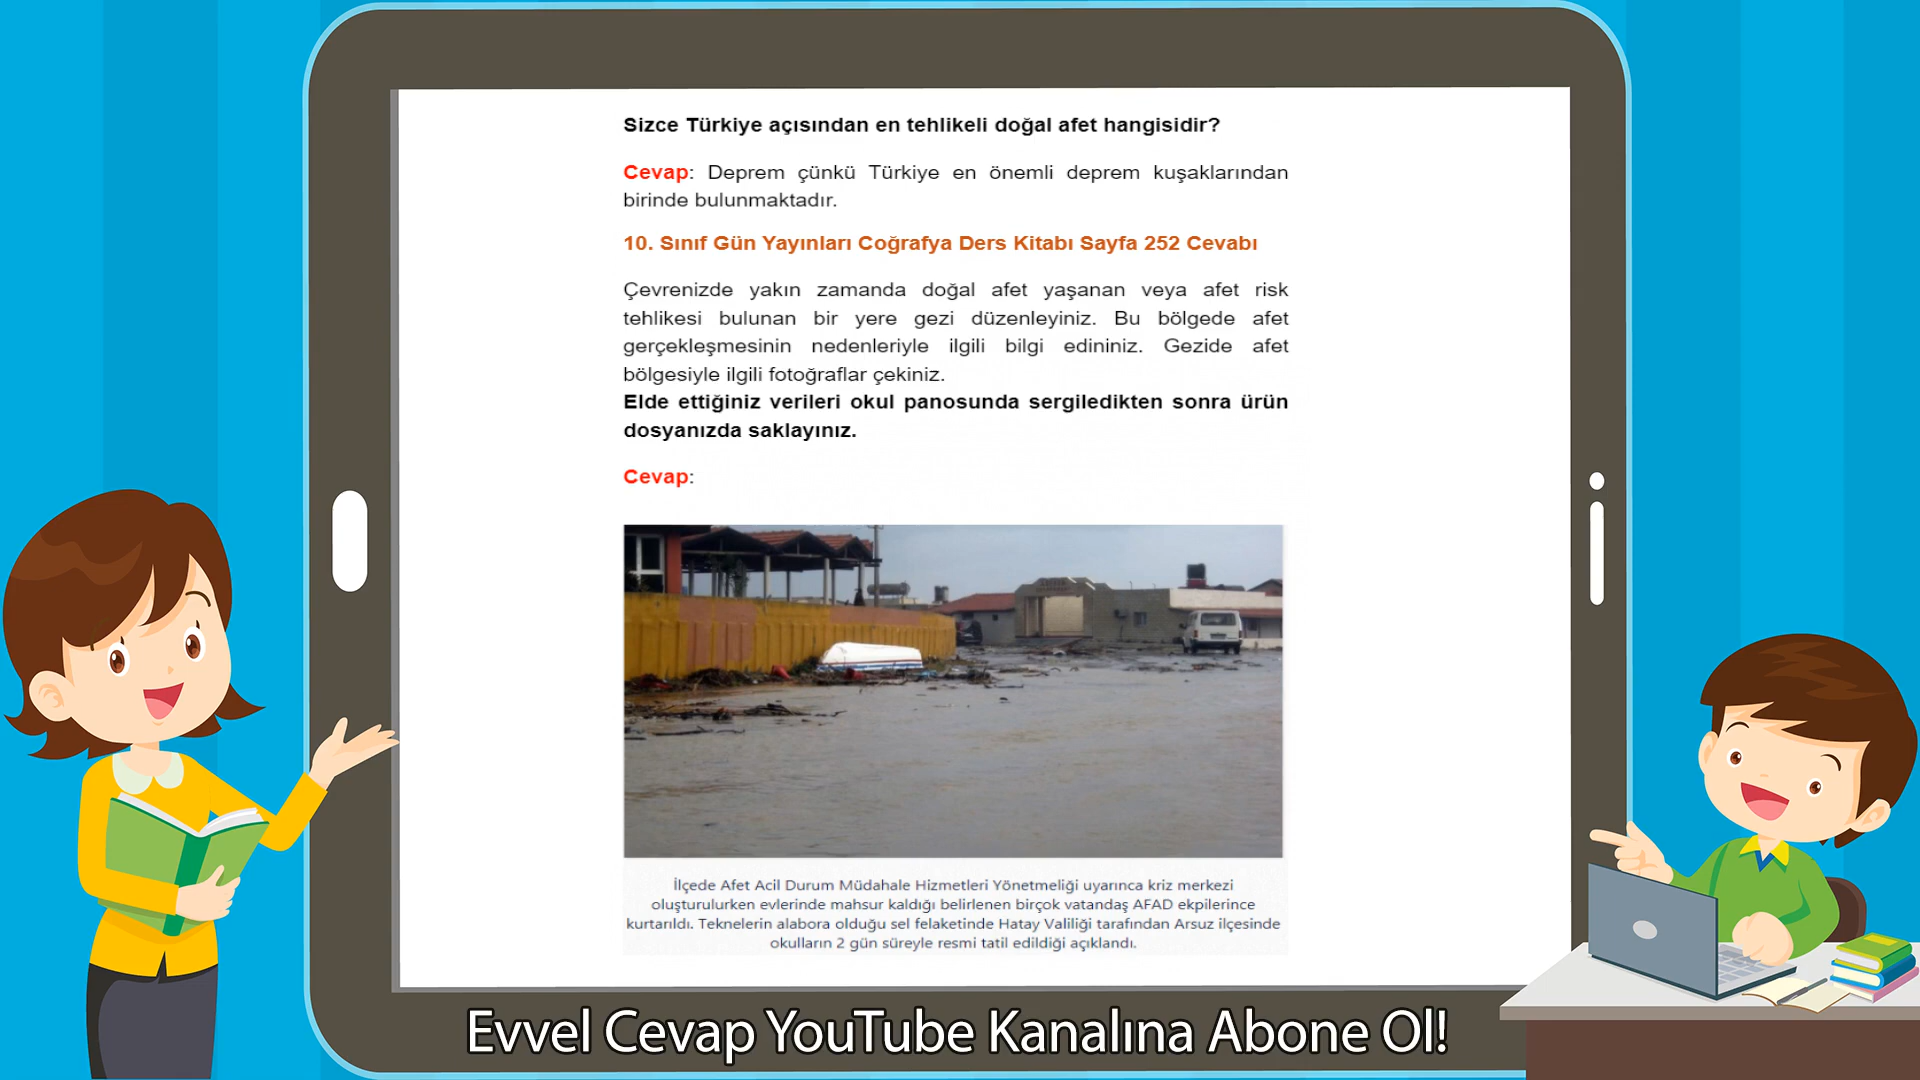 Sizce Türkiye açısından en tehlikeli doğal afet hangisidir?
Cevap: Deprem çünkü Türkiye en önemli deprem kuşaklarından
birinde bulunmaktadır.
10. Sınıf Gün Yayınları Coğrafya Ders Kitabı Sayfa 252 Cevabı
Çevrenizde yakın zamanda doğal afet yaşanan veya afet risk
tehlikesi bulunan bir yere gezi düzenleyiniz. Bu bölgede afet
gerçekleşmesinin nedenleriyle ilgili bilgi edininiz. Gezide afet
bölgesiyle ilgili fotoğraflar çekiniz.
Elde ettiğiniz verileri okul panosunda sergiledikten sonra ürün
dosyanızda saklayınız.
Cevap:
İlçede Afet Acil Durum Müdahale Hizmetleri Yönetmeliği uyarınca kriz merkezi
oluşturulurken evlerinde mahsur kaldığı belirlenen birçok vatandaş AFAD ekpilerince
kurtarıldı. Teknelerin alabora olduğu sel felaketinde Hatay Valiliği tarafından Arsuz ilçesinde
okulların 2 gün süreyle resmi tatil edildiği açıklandı.
Evvel Cevap YouTube Kanalına Abone Ol!